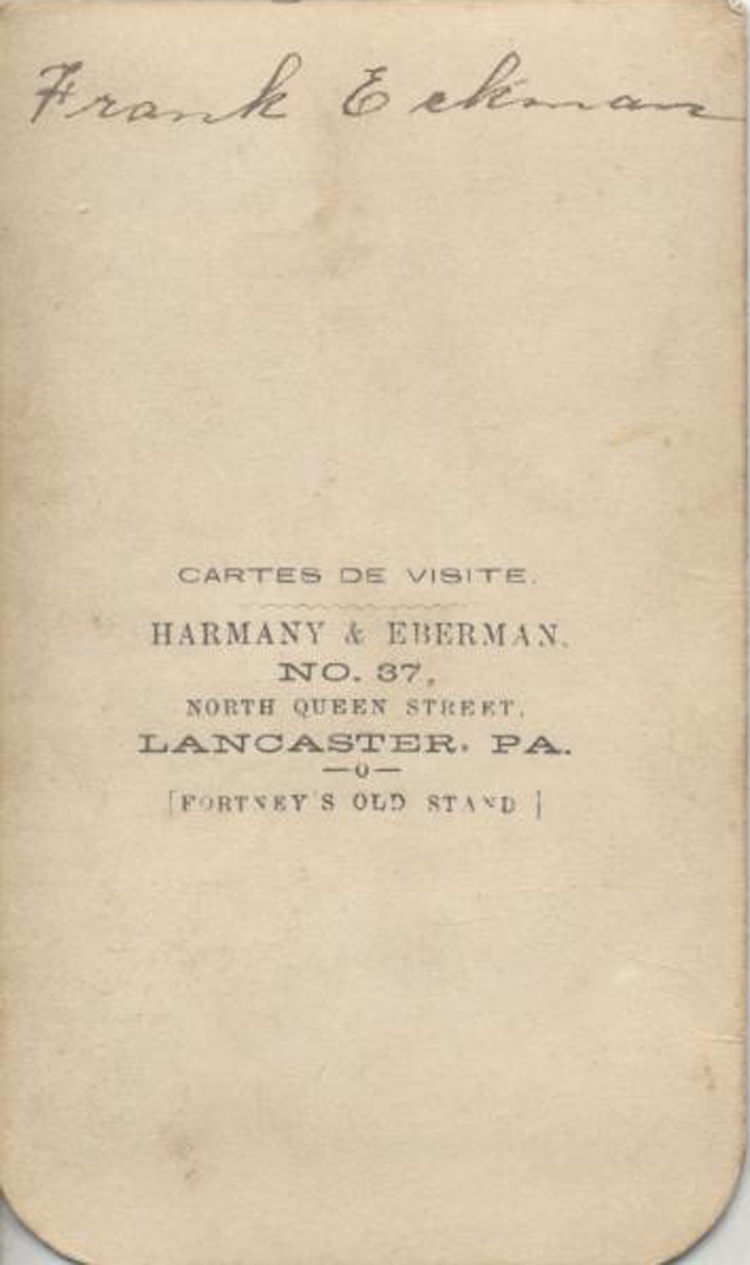 Frank Eckman
CARTES DE VISITE.
HARMANY & EBERMAN.
NO. 37,
NORTH QUEEN STREET,
LANCASTER, PA.
—0—
[FORTNEY'S OLD STAND]